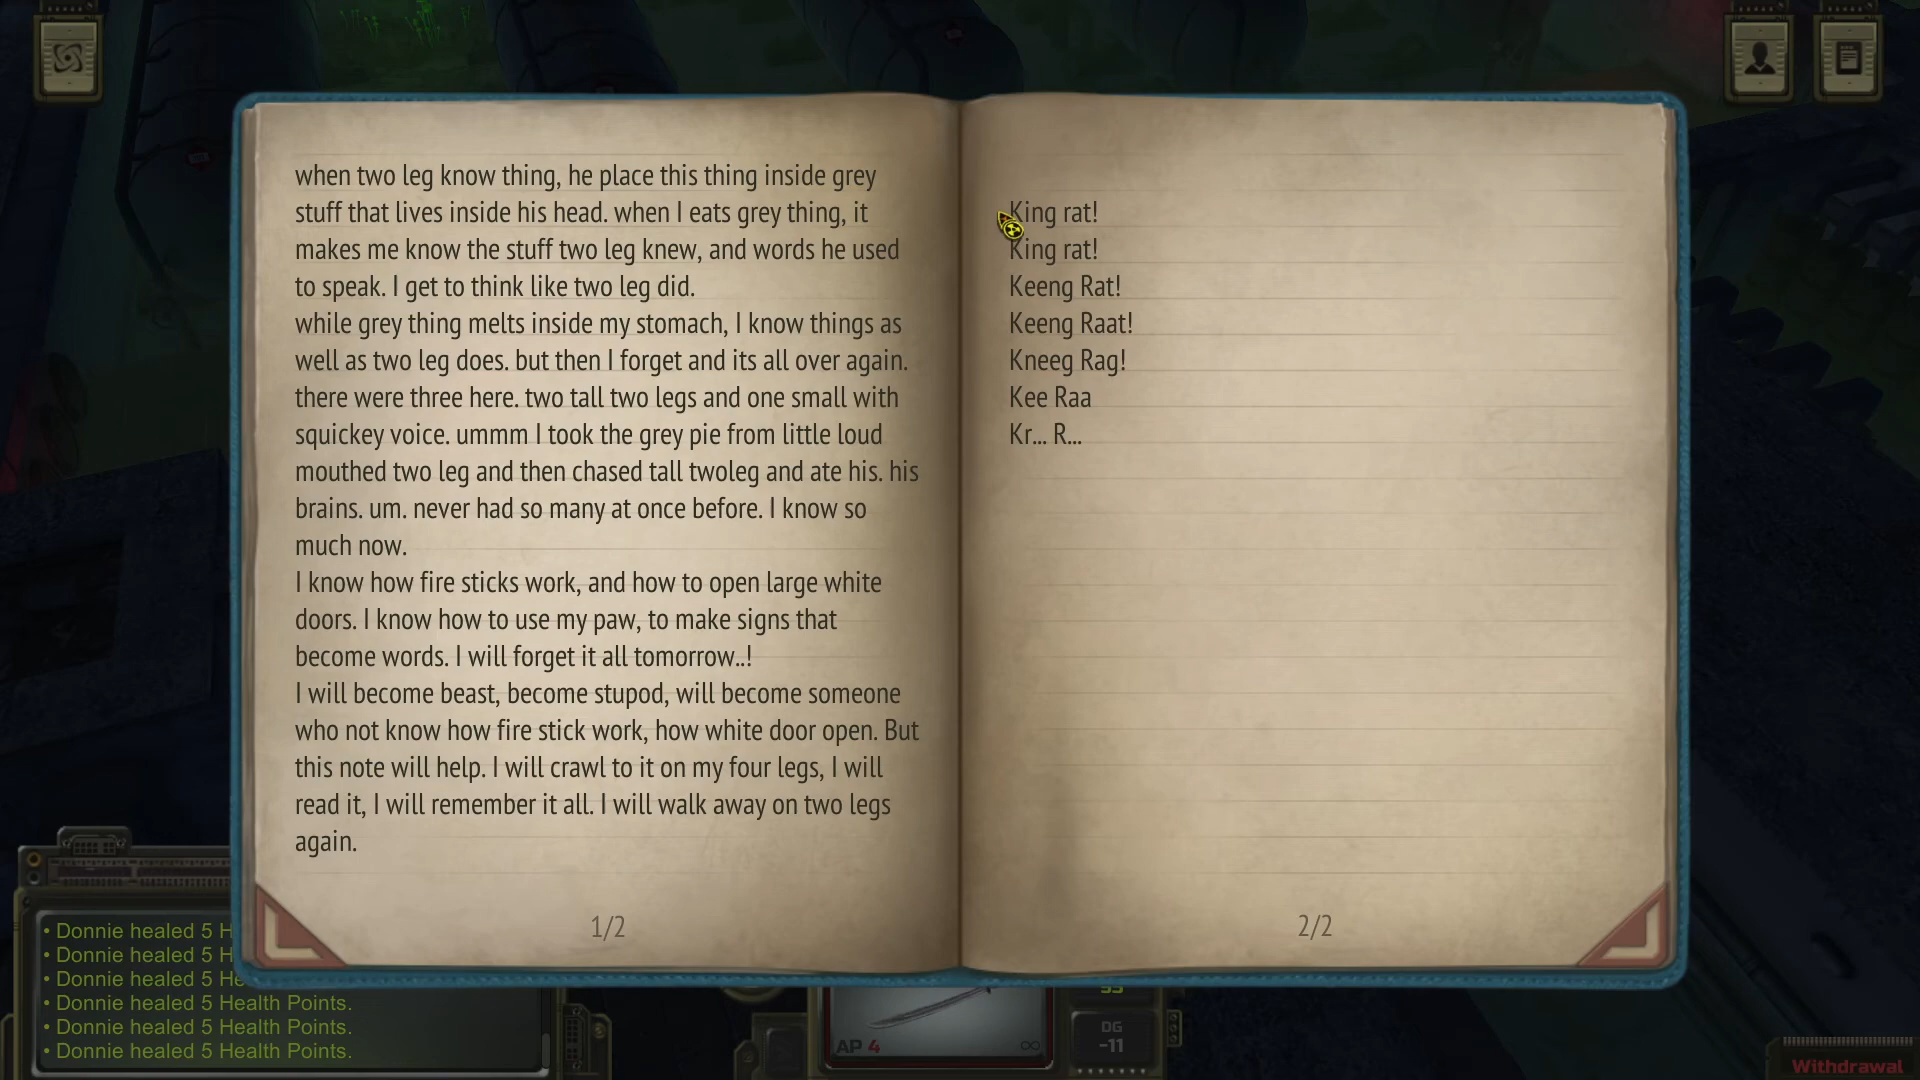 when two leg know thing, he place this thing inside grey
stuff that lives inside his head. when I eats grey thing, it
makes me know the stuff two leg knew, and words he used
to speak. I get to think like two leg did.
while grey thing melts inside my stomach, I know things as
well as two leg does. but then I forget and its all over again.
there were three here. two tall two legs and one small with
squickey voice. ummm I took the grey pie from little loud
mouthed two leg and then chased tall twoleg and ate his. his
brains. um. never had so many at once before. I know so
much now.
I know how fire sticks work, and how to open large white
doors. I know how to use my paw, to make signs that
become words. I will forget it all tomorrow..!
I will become beast, become stupod, will become someone
who not know how fire stick work, how white door open. But
this note will help. I will crawl to it on my four legs, I will
read it, I will remember it all. I will walk away on two legs
again.
1/2
King rat!
King rat!
Keeng Rat!
Keeng Raat!
Kneeg Rag!
Kee Raa
Kr... R...
2/2
• Donnie healed 5 H
• Donnie healed 5 H
• Donnie healed 5 He
• Donnie healed 5 Health Points.
• Donnie healed 5 Health Points.
• Donnie healed 5 Health Points.
AP 4
∞
DG
-11
Withdrawal